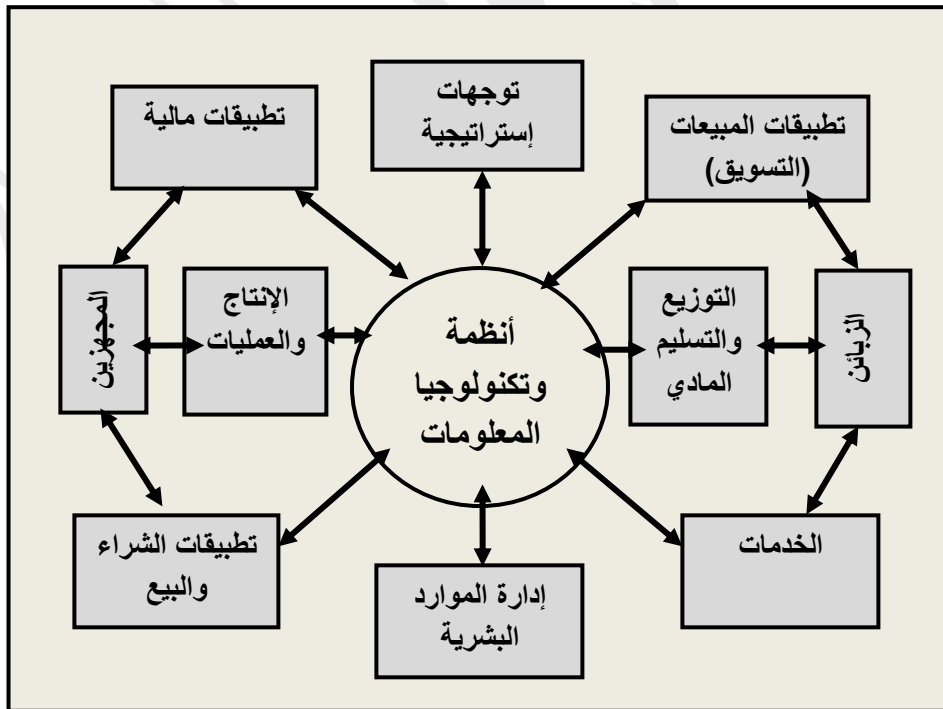 توجهات
إستراتيجية
تطبيقات المبيعات
(التسويق)
تطبيقات مالية
الزبائن
التوزيع
والتسليم
المادي
أنظمة
وتكنولوجيا
المعلومات
الإنتاج
والعمليات
المجهزين
الخدمات
إدارة الموارد
البشرية
تطبيقات الشراء
والبيع